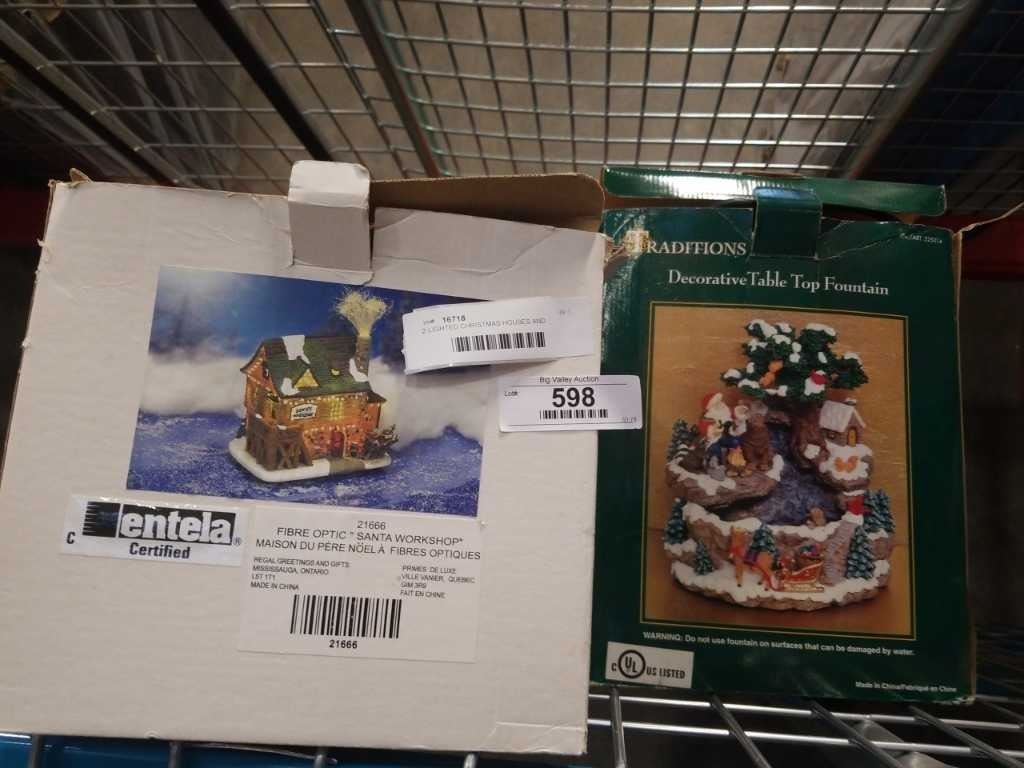 16718
2 LIGHTED CHRISTMAS HOUSES AND
Big Valley Auction
Lot#:
598
entela®
C
Certified
21666
FIBRE OPTIC " SANTA WORKSHOP"
MAISON DU PÈRE NÖEL À FIBRES OPTIQUES
REGAL GREETINGS AND GIFTS
MISSISSAUGA, ONTARIO
L5T 1T1
MADE IN CHINA
PRIMES DE LUXE
VILLE VANIER, QUEBEC
G1M 3R9
FAIT EN CHINE
21666
TRADITIONS
Decorative Table Top Fountain
WARNING: Do not use fountain on surfaces that can be damaged by water.
C UL US LISTED
Made in China/Fabriqué en Chine